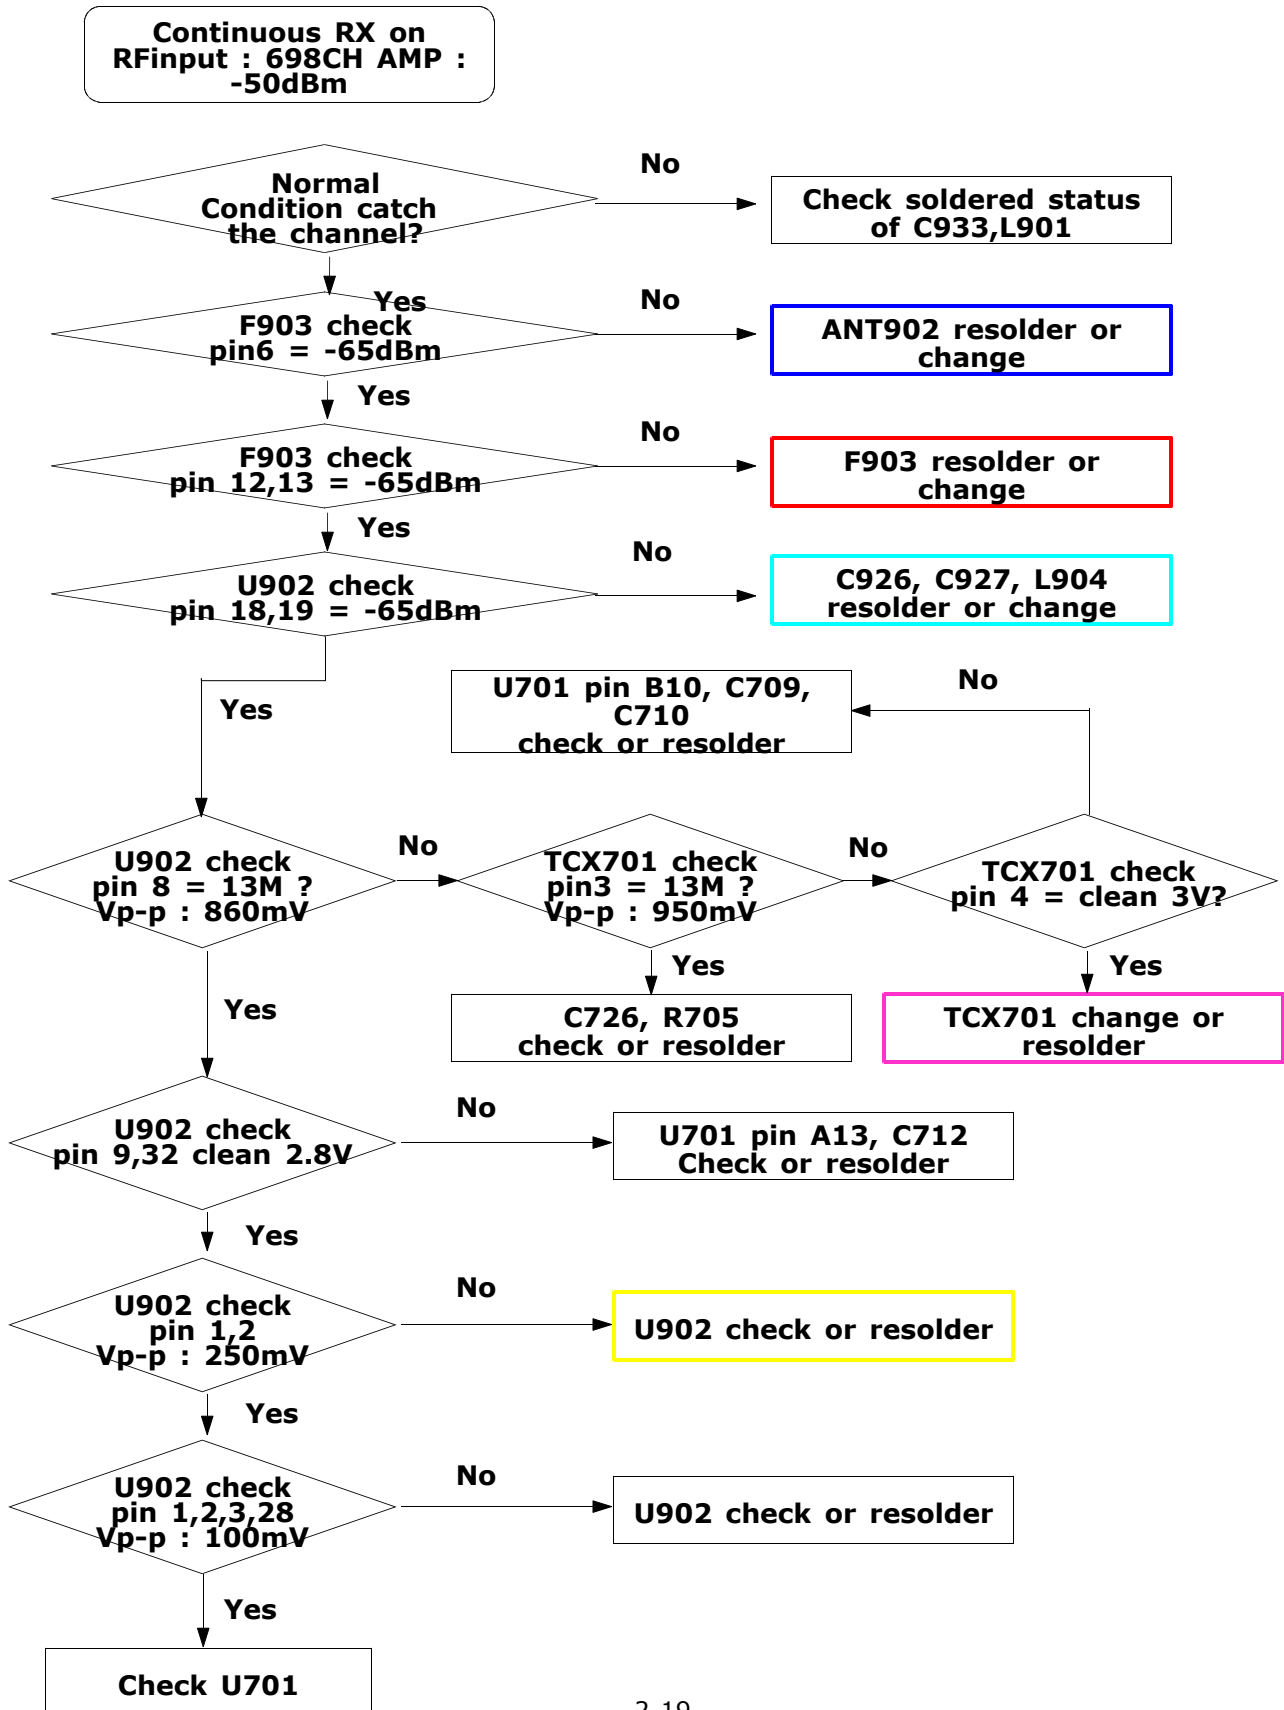 Continuous RX on
RFinput : 698CH AMP :
-50dBm
Normal
Condition catch
the channel?
No
Check soldered status
of C933,L901
Yes
F903 check
pin6 = -65dBm
No
ANT902 resolder or
change
Yes
F903 check
pin 12,13 = -65dBm
No
F903 resolder or
change
Yes
U902 check
pin 18,19 = -65dBm
No
C926, C927, L904
resolder or change
Yes
U701 pin B10, C709,
C710
check or resolder
No
U902 check
pin 8 = 13M ?
Vp-p : 860mV
No
TCX701 check
pin3 = 13M ?
Vp-p : 950mV
No
TCX701 check
pin 4 = clean 3V?
Yes
Yes
Yes
C726, R705
check or resolder
TCX701 change or
resolder
U902 check
pin 9,32 clean 2.8V
No
U701 pin A13, C712
Check or resolder
Yes
U902 check
pin 1,2
Vp-p : 250mV
No
U902 check or resolder
Yes
U902 check
pin 1,2,3,28
Vp-p : 100mV
No
U902 check or resolder
Yes
Check U701
2-19